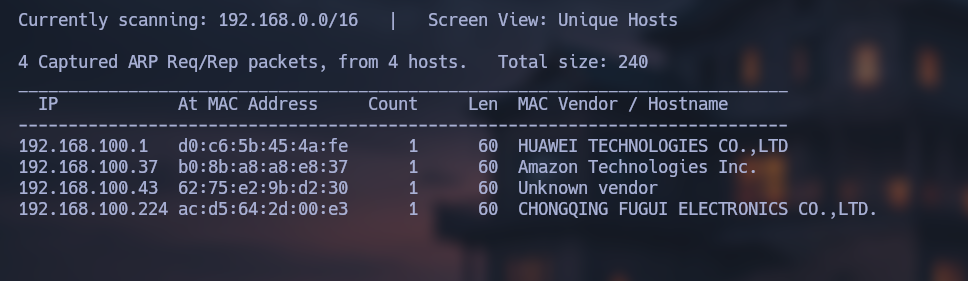 Currently scanning: 192.168.0.0/16   |   Screen View: Unique Hosts
4 Captured ARP Req/Rep packets, from 4 hosts.   Total size: 240
_____________________________________________________________________________
  IP            At MAC Address     Count     Len  MAC Vendor / Hostname
-----------------------------------------------------------------------------
192.168.100.1   d0:c6:5b:45:4a:fe      1      60  HUAWEI TECHNOLOGIES CO.,LTD
192.168.100.37  b0:8b:a8:a8:e8:37      1      60  Amazon Technologies Inc.
192.168.100.43  62:75:e2:9b:d2:30      1      60  Unknown vendor
192.168.100.224 ac:d5:64:2d:00:e3      1      60  CHONGQING FUGUI ELECTRONICS CO.,LTD.